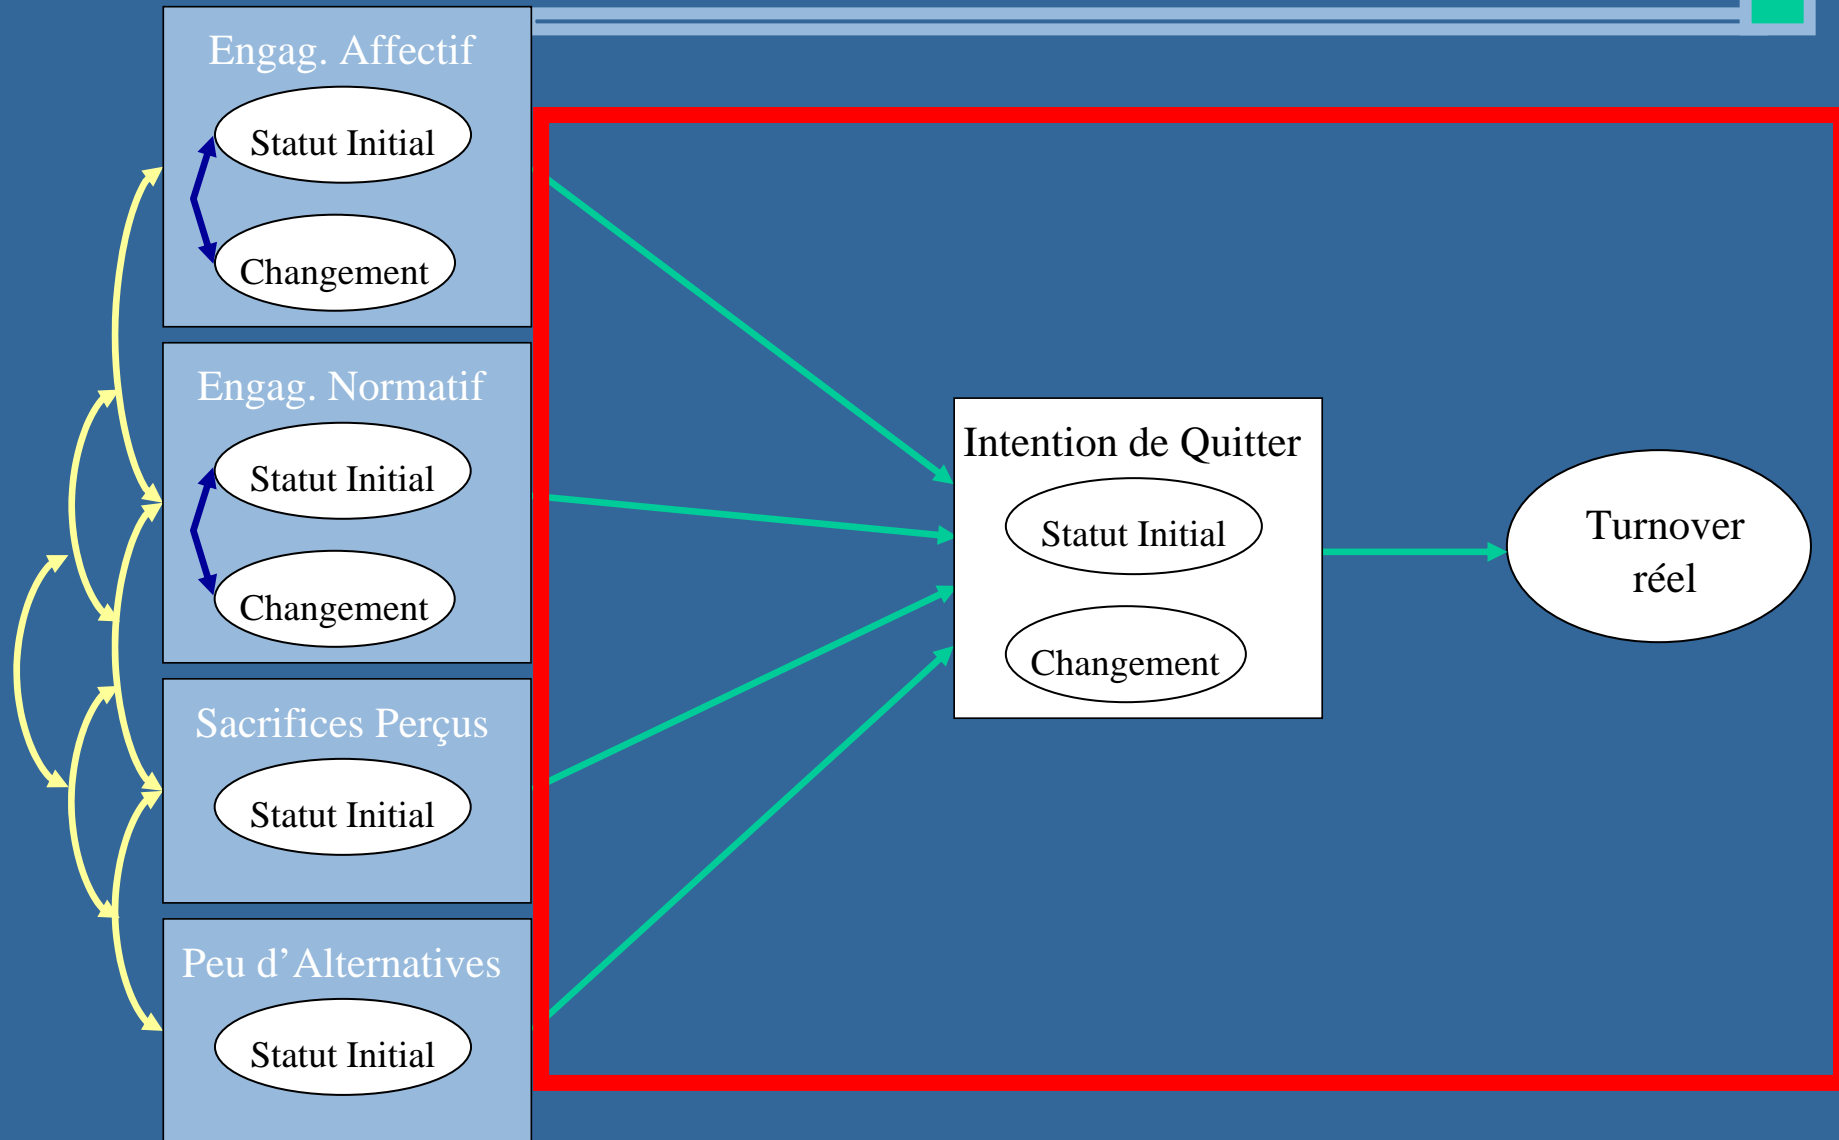 Engag. Affectif
Statut Initial
Changement
Engag. Normatif
Statut Initial
Changement
Sacrifices Perçus
Statut Initial
Peu d’Alternatives
Statut Initial
Intention de Quitter
Statut Initial
Changement
Turnover
réel